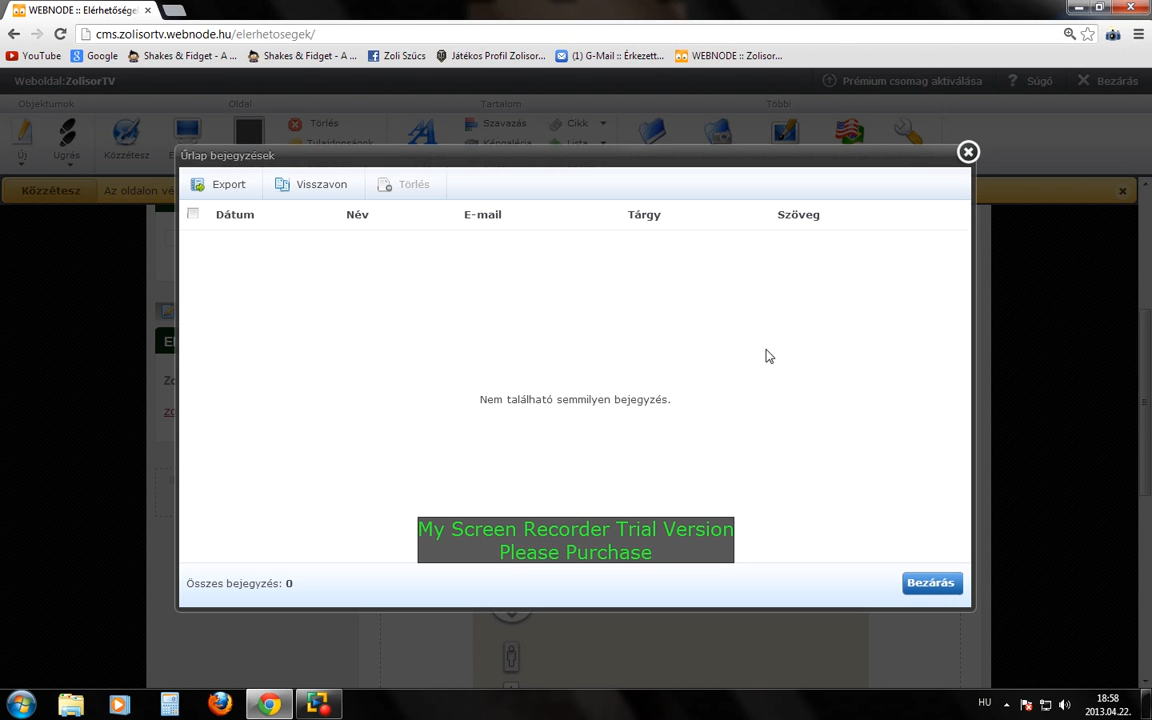 WEBNODE :: Elérhetősége
cms.zolisortv.webnode.hu/elerhetosegek/
YouTube Google Shakes & Fidget - A ... Shakes & Fidget - A ... Zoli Szűcs Játékos Profil Zolisor... (1) G-Mail :: Érkezett... WEBNODE :: Zolisor...
Weboldal:ZolisorTV Prémium csomag aktiválása Súgó Bezárás
Objektumok Oldal Tartalom Több!
Törlés Szavazás Cikk
Új Ugrás Közzétesz
Űrlap bejegyzések
Közzétesz Az oldalon
Export Visszavon Törlés
Dátum Név E-mail Tárgy Szöveg
Nem található semmilyen bejegyzés.
My Screen Recorder Trial Version
Please Purchase
Összes bejegyzés: 0 Bezárás
HU 18:58
2013.04.22.